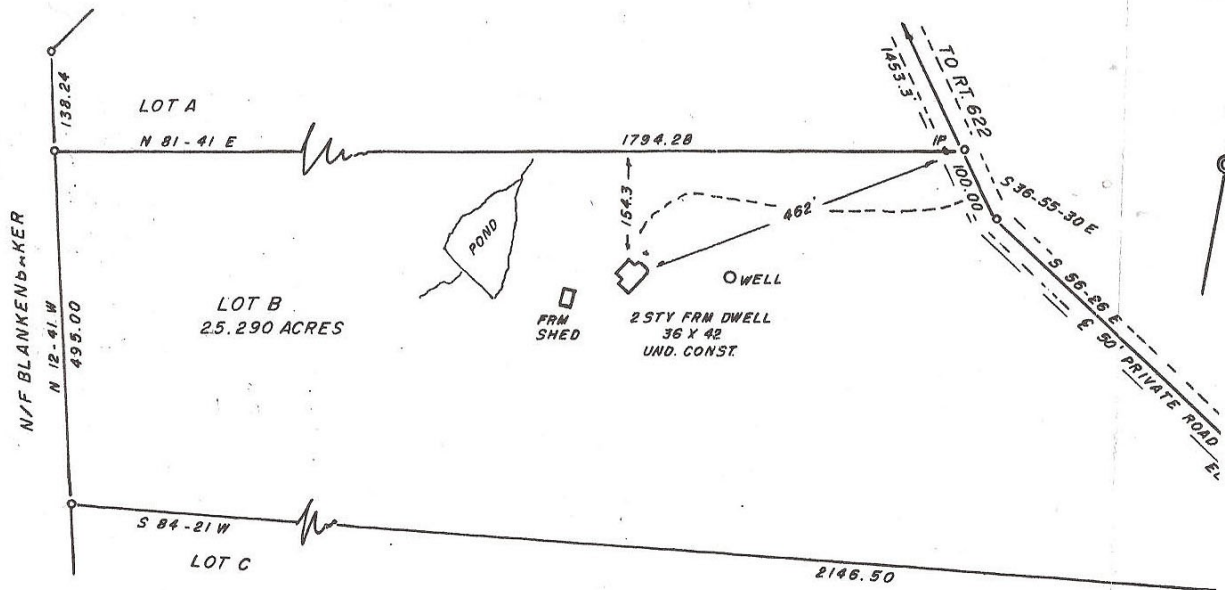 138.24
LOT A
N 81-41 E
1794.28
1453.3'
TO RT. 622
IP
100.00
S 36-55-30 E
154.3
462'
POND
WELL
S 56-26 E
N/F BLANKENBAKER
N 12-41 W
495.00
LOT B
25.290 ACRES
FRM
SHED
2 STY FRM DWELL
36 X 42
UND. CONST.
℄ 50' PRIVATE ROAD
S 84-21 W
LOT C
2146.50